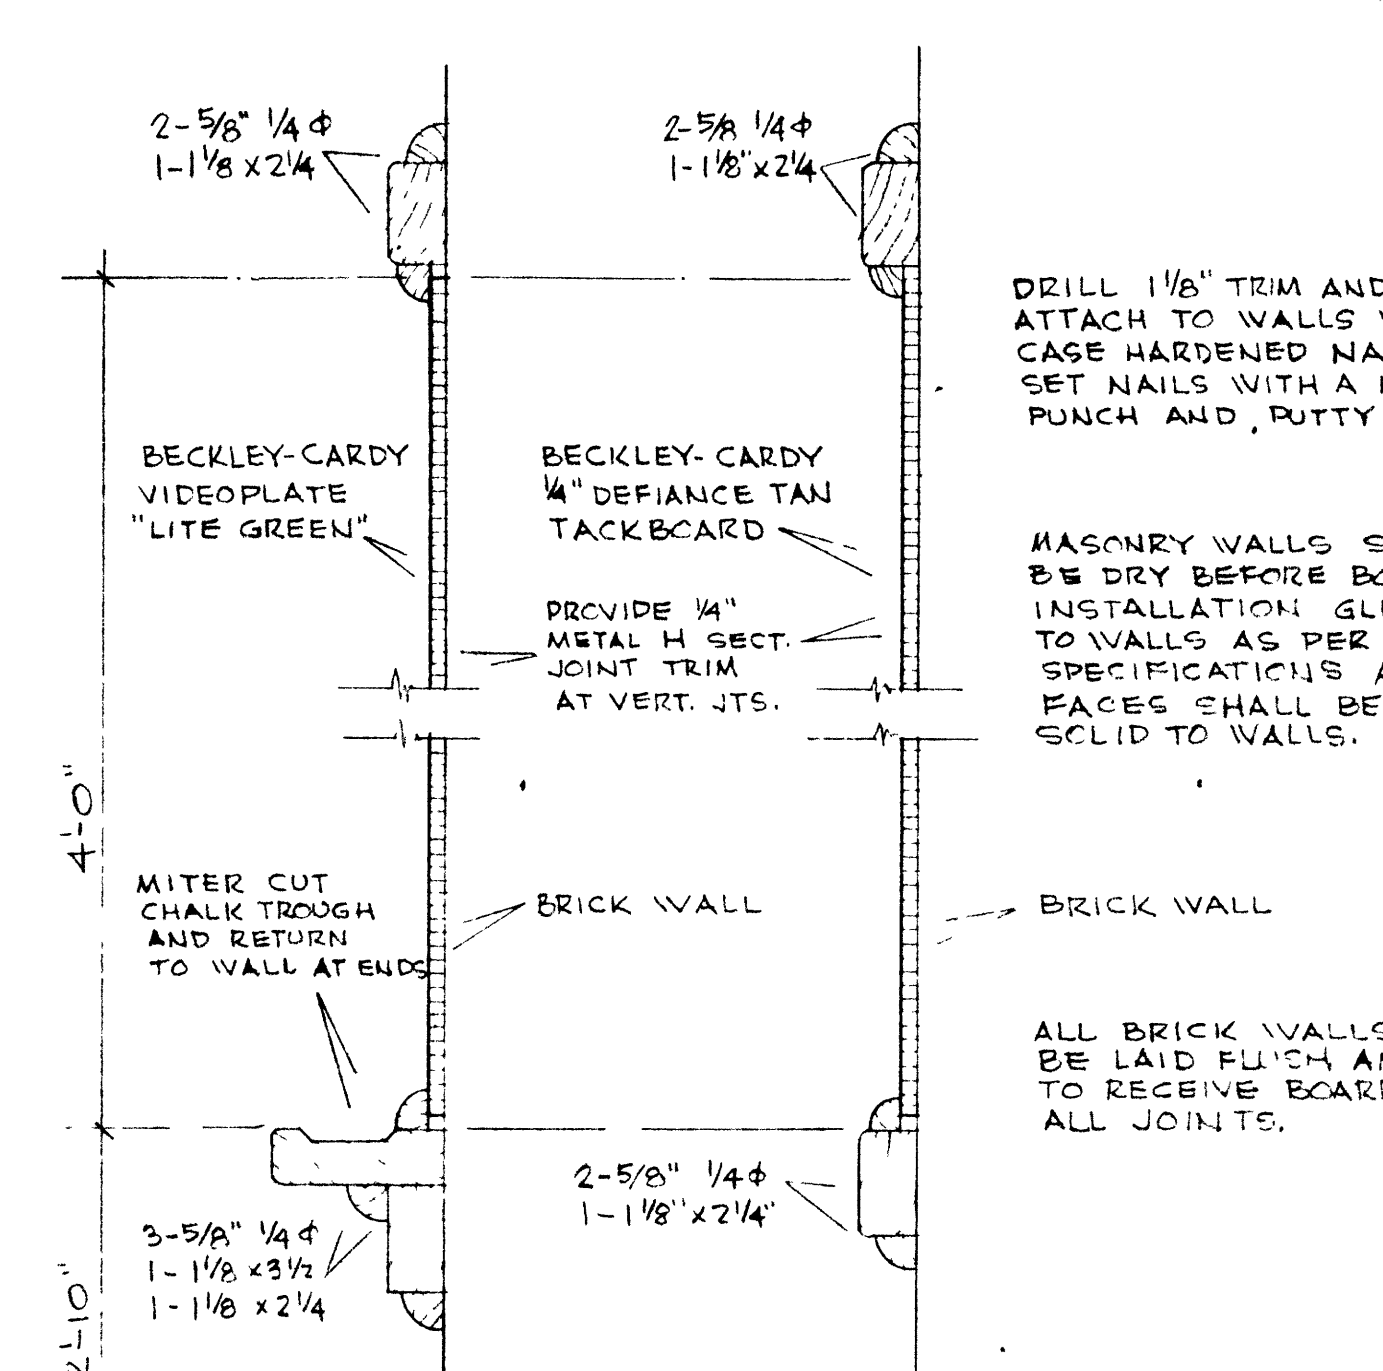 2-5/8" 1/4 ⌽
1-1 1/8 x 2 1/4
2-5/8 1/4 ⌽
1-1 1/8" x 2 1/4
DRILL 1 1/8" TRIM AND
ATTACH TO WALLS
CASE HARDENED NA
SET NAILS WITH A
PUNCH AND PUTTY
BECKLEY-CARDY
VIDEOPLATE
"LITE GREEN"
BECKLEY-CARDY
1/4" DEFIANCE TAN
TACKBOARD
PROVIDE 1/4"
METAL H SECT.
JOINT TRIM
AT VERT. JTS.
MASONRY WALLS S
BE DRY BEFORE BO
INSTALLATION GL
TO WALLS AS PER
SPECIFICATIONS A
FACES SHALL BE
SOLID TO WALLS.
4'-0"
MITER CUT
CHALK TROUGH
AND RETURN
TO WALL AT ENDS
BRICK WALL
BRICK WALL
ALL BRICK WALLS
BE LAID FLUSH A
TO RECEIVE BOAR
ALL JOINTS.
2-5/8" 1/4 ⌽
1-1 1/8" x 2 1/4"
3-5/8" 1/4 ⌽
1-1 1/8 x 3 1/2
1-1 1/8 x 2 1/4
2'-10"